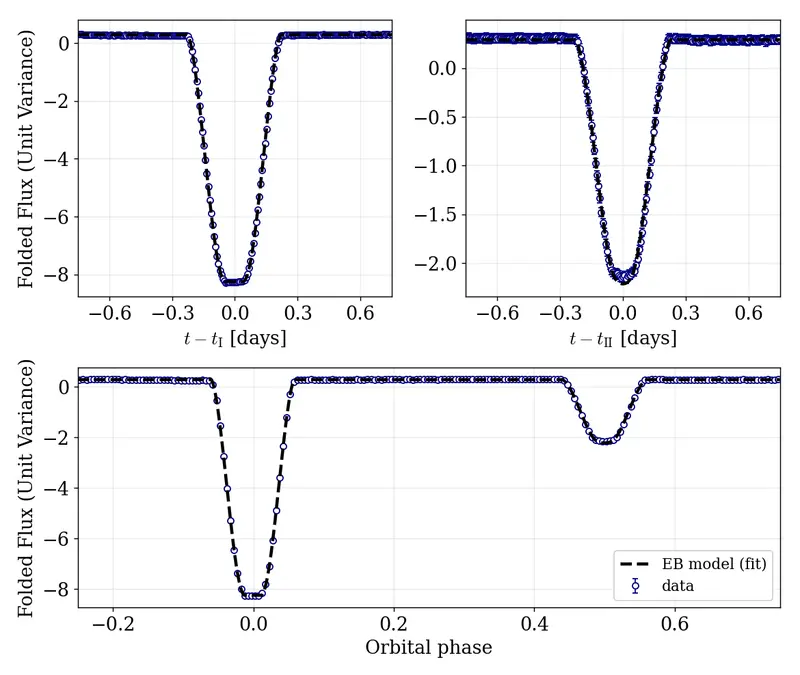 Folded Flux (Unit Variance)
0
−2
−4
−6
−8
−0.6 −0.3 0.0 0.3 0.6
t − tI [days]
0.0
−0.5
−1.0
−1.5
−2.0
−0.6 −0.3 0.0 0.3 0.6
t − tII [days]
Folded Flux (Unit Variance)
0
−2
−4
−6
−8
−0.2 0.0 0.2 0.4 0.6
Orbital phase
EB model (fit)
data